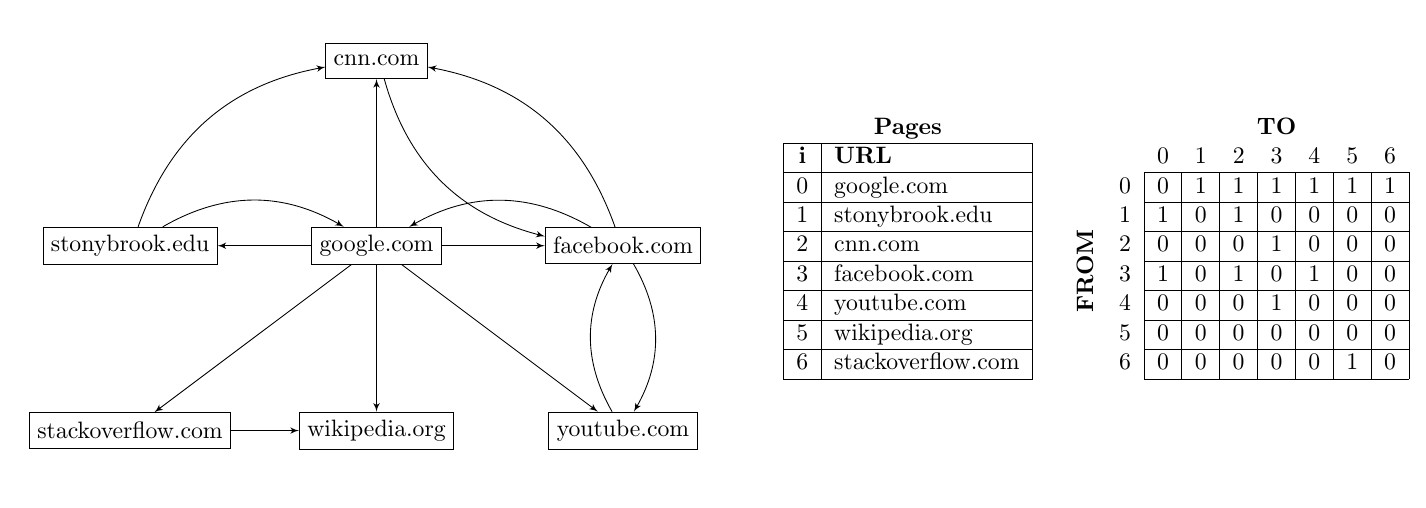 cnn.com
stonybrook.edu
google.com
facebook.com
stackoverflow.com
wikipedia.org
youtube.com
Pages
i URL
0 google.com
1 stonybrook.edu
2 cnn.com
3 facebook.com
4 youtube.com
5 wikipedia.org
6 stackoverflow.com
TO
FROM
0 1 2 3 4 5 6
0 0 1 1 1 1 1 1
1 1 0 1 0 0 0 0
2 0 0 0 1 0 0 0
3 1 0 1 0 1 0 0
4 0 0 0 1 0 0 0
5 0 0 0 0 0 0 0
6 0 0 0 0 0 1 0